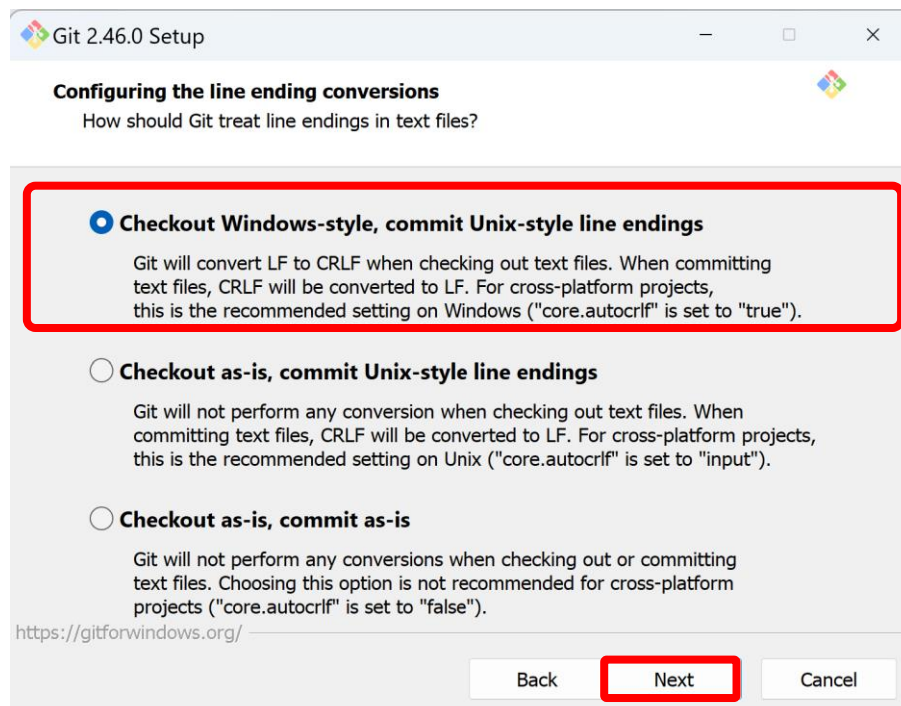 Git 2.46.0 Setup
Configuring the line ending conversions
How should Git treat line endings in text files?
Checkout Windows-style, commit Unix-style line endings
Git will convert LF to CRLF when checking out text files. When committing
text files, CRLF will be converted to LF. For cross-platform projects,
this is the recommended setting on Windows ("core.autocrlf" is set to "true").
Checkout as-is, commit Unix-style line endings
Git will not perform any conversion when checking out text files. When
committing text files, CRLF will be converted to LF. For cross-platform projects,
this is the recommended setting on Unix ("core.autocrlf" is set to "input").
Checkout as-is, commit as-is
Git will not perform any conversions when checking out or committing
text files. Choosing this option is not recommended for cross-platform
projects ("core.autocrlf" is set to "false").
https://gitforwindows.org/
Back Next Cancel